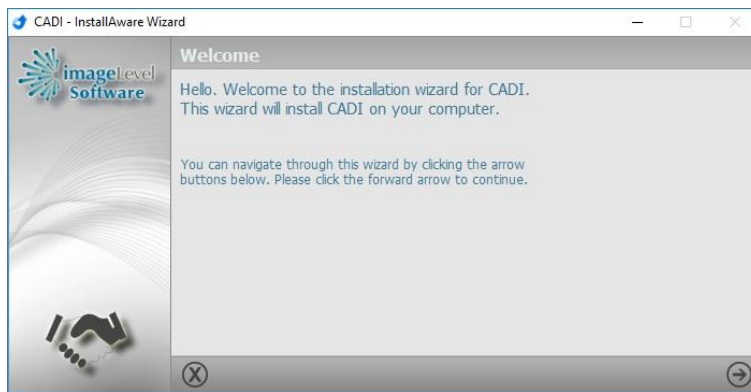 CADI - InstallAware Wizard
imageLevel
Software
Welcome
Hello. Welcome to the installation wizard for CADI.
This wizard will install CADI on your computer.
You can navigate through this wizard by clicking the arrow
buttons below. Please click the forward arrow to continue.